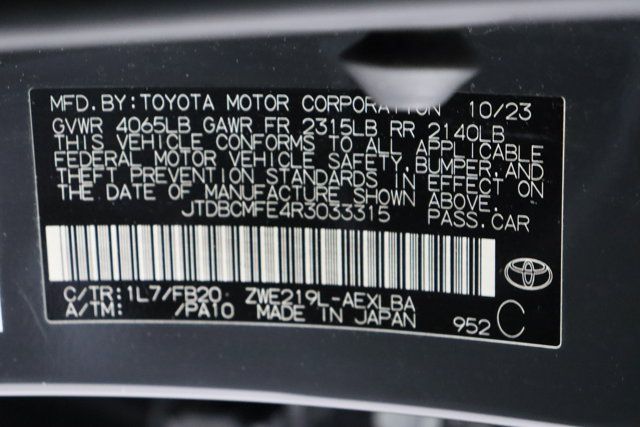 MFD. BY: TOYOTA MOTOR CORPORATION 10/23
GVWR 4065LB GAWR FR 2315LB RR 2140LB
THIS VEHICLE CONFORMS TO ALL APPLICABLE
FEDERAL MOTOR VEHICLE SAFETY, BUMPER, AND
THEFT PREVENTION STANDARDS IN EFFECT ON
THE DATE OF MANUFACTURE SHOWN ABOVE.
JTDBCMFE4R3033315 PASS. CAR
C/TR: 1L7/FB20 ZWE219L-AEXLBA
A/TM: /PA10 MADE IN JAPAN 952 C